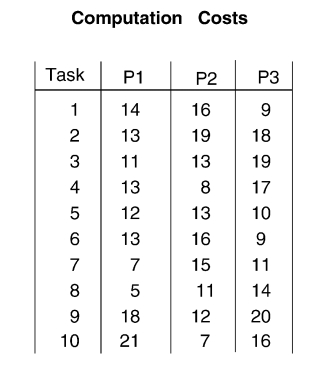 Computation Costs
Task P1 P2 P3
1 14 16 9
2 13 19 18
3 11 13 19
4 13 8 17
5 12 13 10
6 13 16 9
7 7 15 11
8 5 11 14
9 18 12 20
10 21 7 16